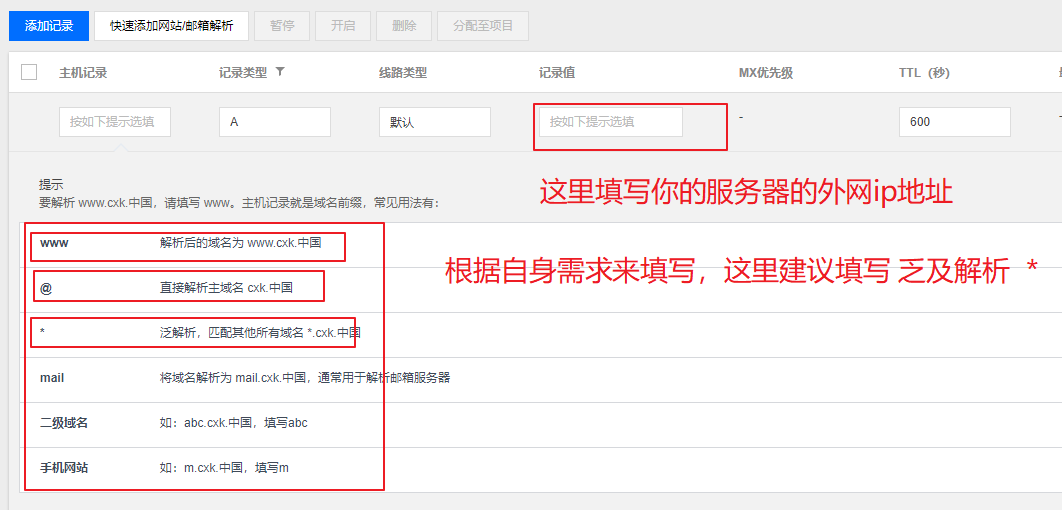 添加记录 快速添加网站/邮箱解析 暂停 开启 删除 分配至项目
主机记录 记录类型 线路类型 记录值 MX优先级 TTL（秒）
按如下提示选填 A 默认 按如下提示选填 - 600
提示
要解析 www.cxk.中国，请填写 www。主机记录就是域名前缀，常见用法有：
这里填写你的服务器的外网ip地址
www 解析后的域名为 www.cxk.中国
根据自身需求来填写，这里建议填写 乏及解析 *
@ 直接解析主域名 cxk.中国
* 泛解析，匹配其他所有域名 *.cxk.中国
mail 将域名解析为 mail.cxk.中国，通常用于解析邮箱服务器
二级域名 如：abc.cxk.中国，填写abc
手机网站 如：m.cxk.中国，填写m